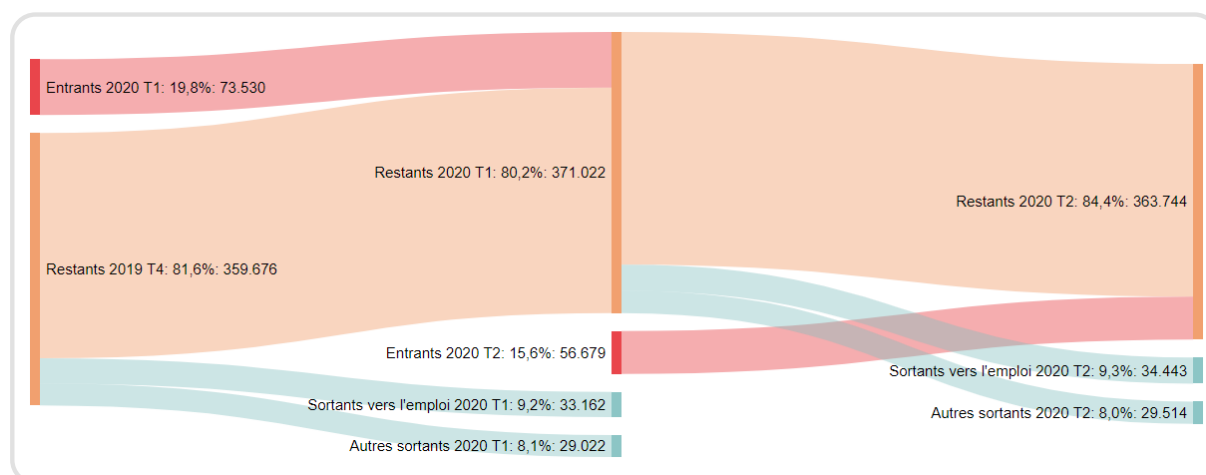 Entrants 2020 T1: 19,8%: 73.530
Restants 2020 T1: 80,2%: 371.022
Restants 2020 T2: 84,4%: 363.744
Restants 2019 T4: 81,6%: 359.676
Entrants 2020 T2: 15,6%: 56.679
Sortants vers l'emploi 2020 T2: 9,3%: 34.443
Sortants vers l'emploi 2020 T1: 9,2%: 33.162
Autres sortants 2020 T2: 8,0%: 29.514
Autres sortants 2020 T1: 8,1%: 29.022